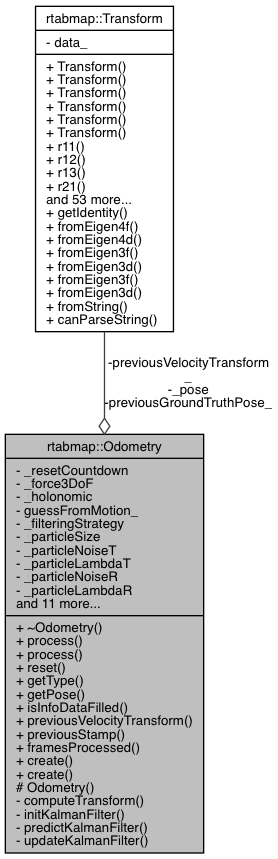 rtabmap::Transform
- data_
+ Transform()
+ Transform()
+ Transform()
+ Transform()
+ Transform()
+ Transform()
+ r11()
+ r12()
+ r13()
+ r21()
and 53 more...
+ getIdentity()
+ fromEigen4f()
+ fromEigen4d()
+ fromEigen3f()
+ fromEigen3d()
+ fromEigen3f()
+ fromEigen3d()
+ fromString()
+ canParseString()
-previousVelocityTransform
_
-_pose
-previousGroundTruthPose_
rtabmap::Odometry
- _resetCountdown
- _force3DoF
- _holonomic
- guessFromMotion_
- _filteringStrategy
- _particleSize
- _particleNoiseT
- _particleLambdaT
- _particleNoiseR
- _particleLambdaR
and 11 more...
+ ~Odometry()
+ process()
+ process()
+ reset()
+ getType()
+ getPose()
+ isInfoDataFilled()
+ previousVelocityTransform()
+ previousStamp()
+ framesProcessed()
+ create()
+ create()
# Odometry()
- computeTransform()
- initKalmanFilter()
- predictKalmanFilter()
- updateKalmanFilter()